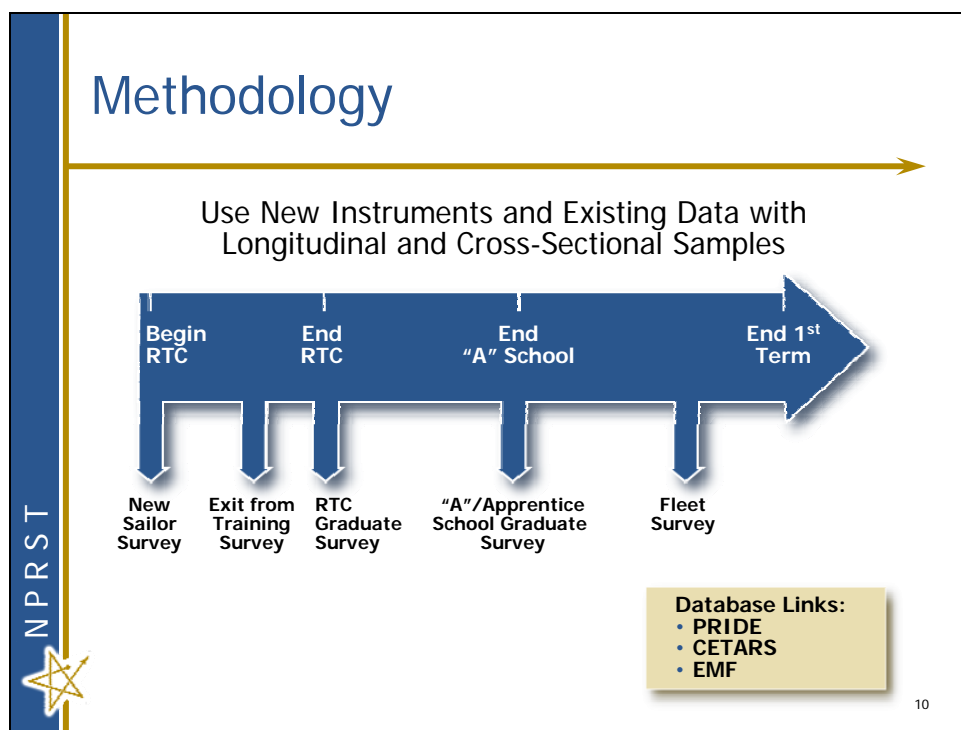 Methodology
Use New Instruments and Existing Data with
Longitudinal and Cross-Sectional Samples
Begin
RTC
End
RTC
End
“A” School
End 1st
Term
New
Sailor
Survey
Exit from
Training
Survey
RTC
Graduate
Survey
“A”/Apprentice
School Graduate
Survey
Fleet
Survey
Database Links:
• PRIDE
• CETARS
• EMF
NPRST
10